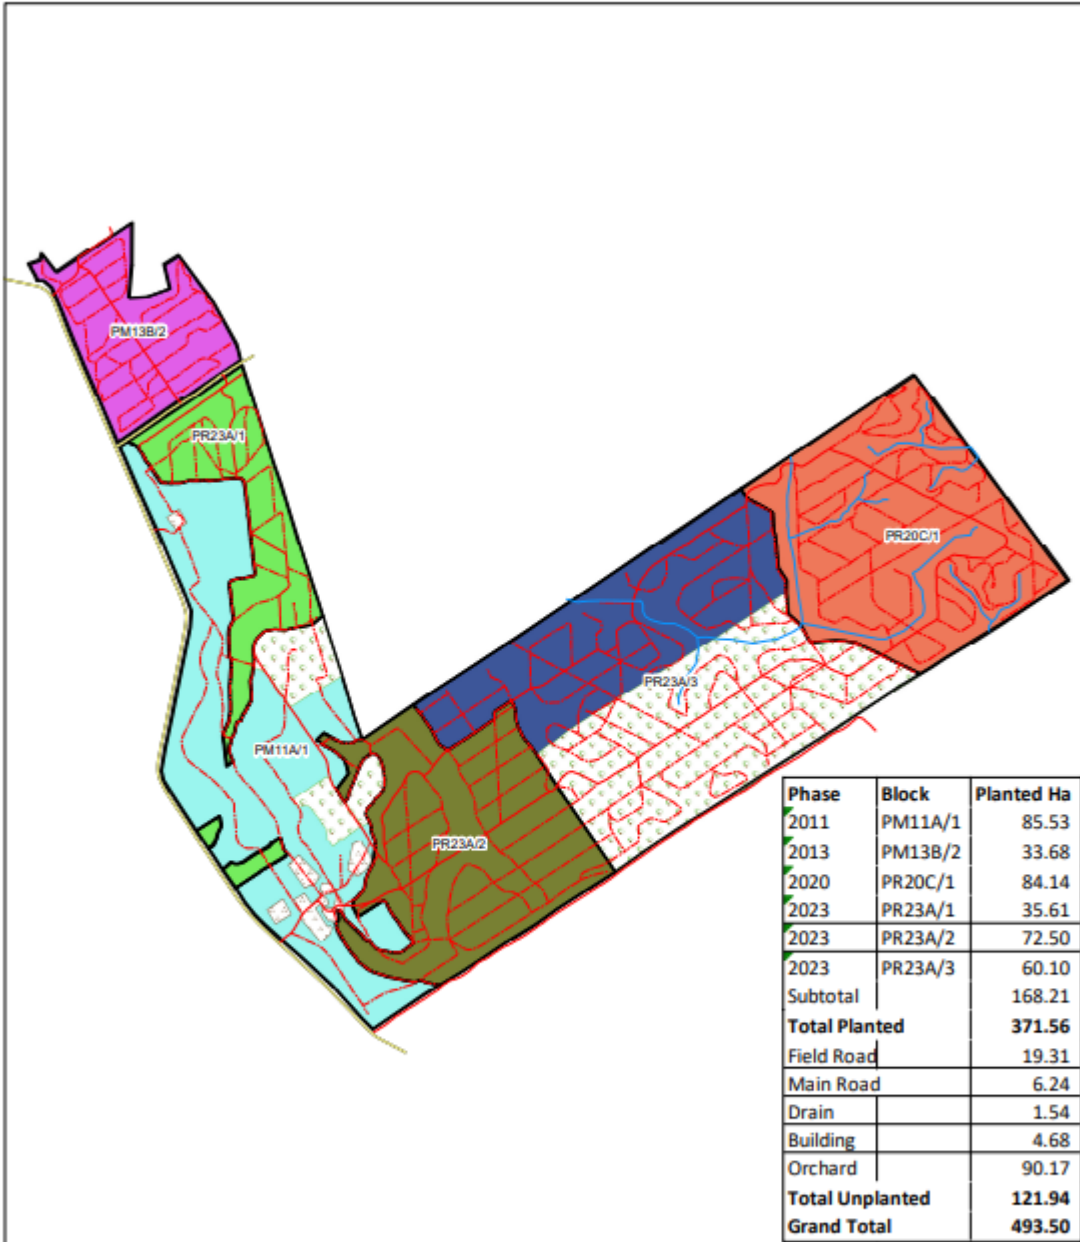 PM13B/2
PR23A/1
PR20C/1
PR23A/3
PM11A/1
PR23A/2
Phase Block Planted Ha
2011 PM11A/1 85.53
2013 PM13B/2 33.68
2020 PR20C/1 84.14
2023 PR23A/1 35.61
2023 PR23A/2 72.50
2023 PR23A/3 60.10
Subtotal 168.21
Total Planted 371.56
Field Road 19.31
Main Road 6.24
Drain 1.54
Building 4.68
Orchard 90.17
Total Unplanted 121.94
Grand Total 493.50